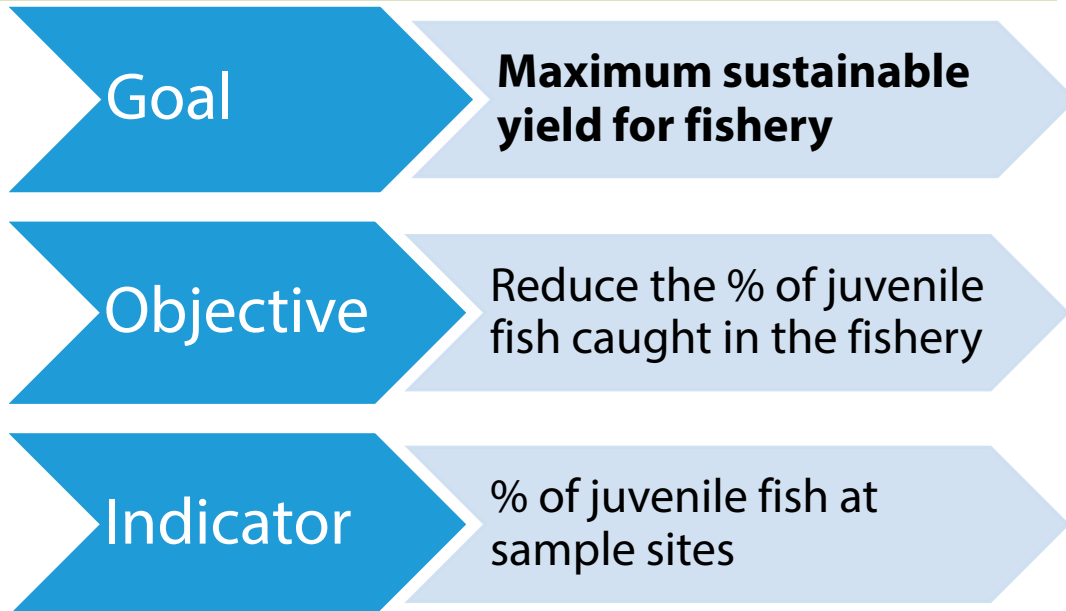 Goal
Maximum sustainable
yield for fishery
Objective
Reduce the % of juvenile
fish caught in the fishery
Indicator
% of juvenile fish at
sample sites